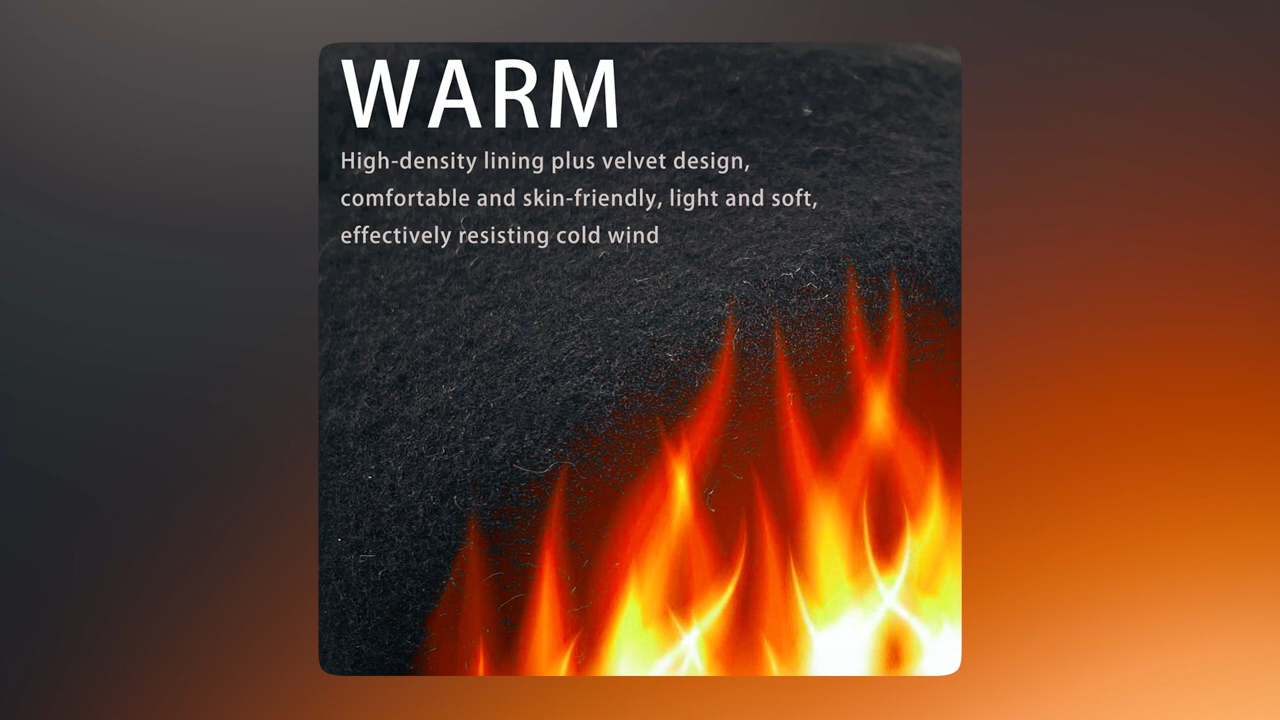 WARM
High-density lining plus velvet design,
comfortable and skin-friendly, light and soft,
effectively resisting cold wind